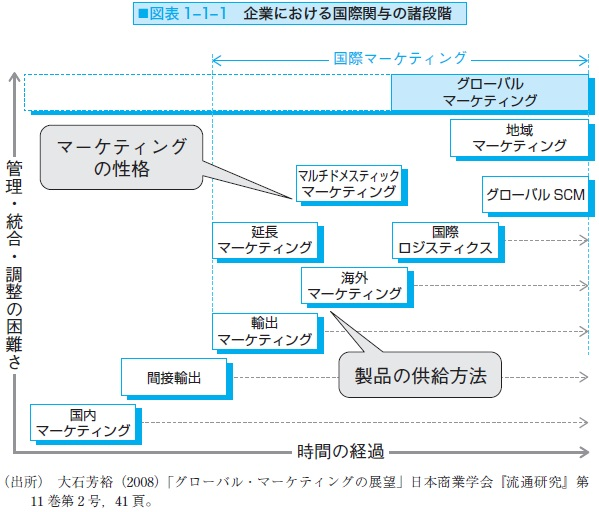 ■図表 1-1-1 企業における国際関与の諸段階
国際マーケティング
グローバル
マーケティング
地域
マーケティング
マーケティング
の性格
マルチドメスティック
マーケティング
グローバル SCM
延長
マーケティング
国際
ロジスティクス
海外
マーケティング
輸出
マーケティング
製品の供給方法
間接輸出
国内
マーケティング
管理・統合・調整の困難さ
時間の経過
(出所) 大石芳裕(2008)「グローバル・マーケティングの展望」日本商業学会『流通研究』第
11 巻第 2 号,41 頁。